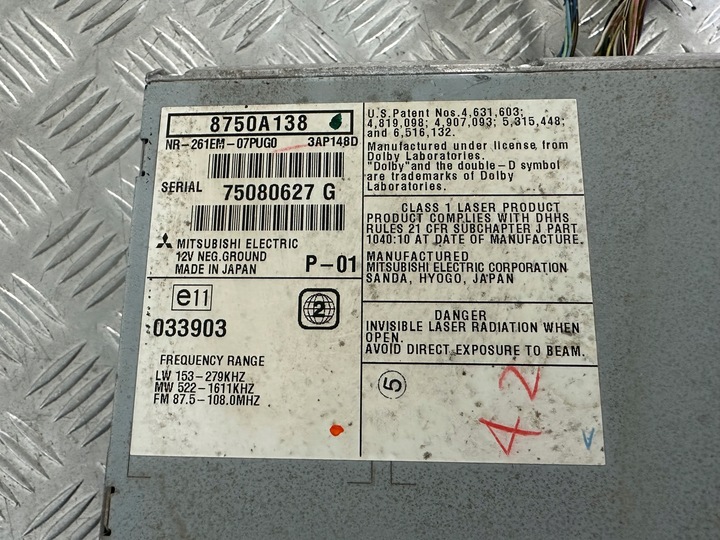 8750A138
NR-261EM-07PUG0 3AP148D
SERIAL 75080627 G
MITSUBISHI ELECTRIC
12V NEG.GROUND
MADE IN JAPAN P-01
e11
2
033903
FREQUENCY RANGE
LW 153-279KHZ
MW 522-1611KHZ
FM 87.5-108.0MHZ
U.S.Patent Nos.4,631,603;
4,819,098; 4,907,093; 5,315,448;
and 6,516,132.
Manufactured under license from
Dolby Laboratories.
"Dolby"and the double-D symbol
are trademarks of Dolby
Laboratories.
CLASS 1 LASER PRODUCT
PRODUCT COMPLIES WITH DHHS
RULES 21 CFR SUBCHAPTER J PART
1040:10 AT DATE OF MANUFACTURE.
MANUFACTURED
MITSUBISHI ELECTRIC CORPORATION
SANDA, HYOGO, JAPAN
DANGER
INVISIBLE LASER RADIATION WHEN
OPEN.
AVOID DIRECT EXPOSURE TO BEAM.
5
42